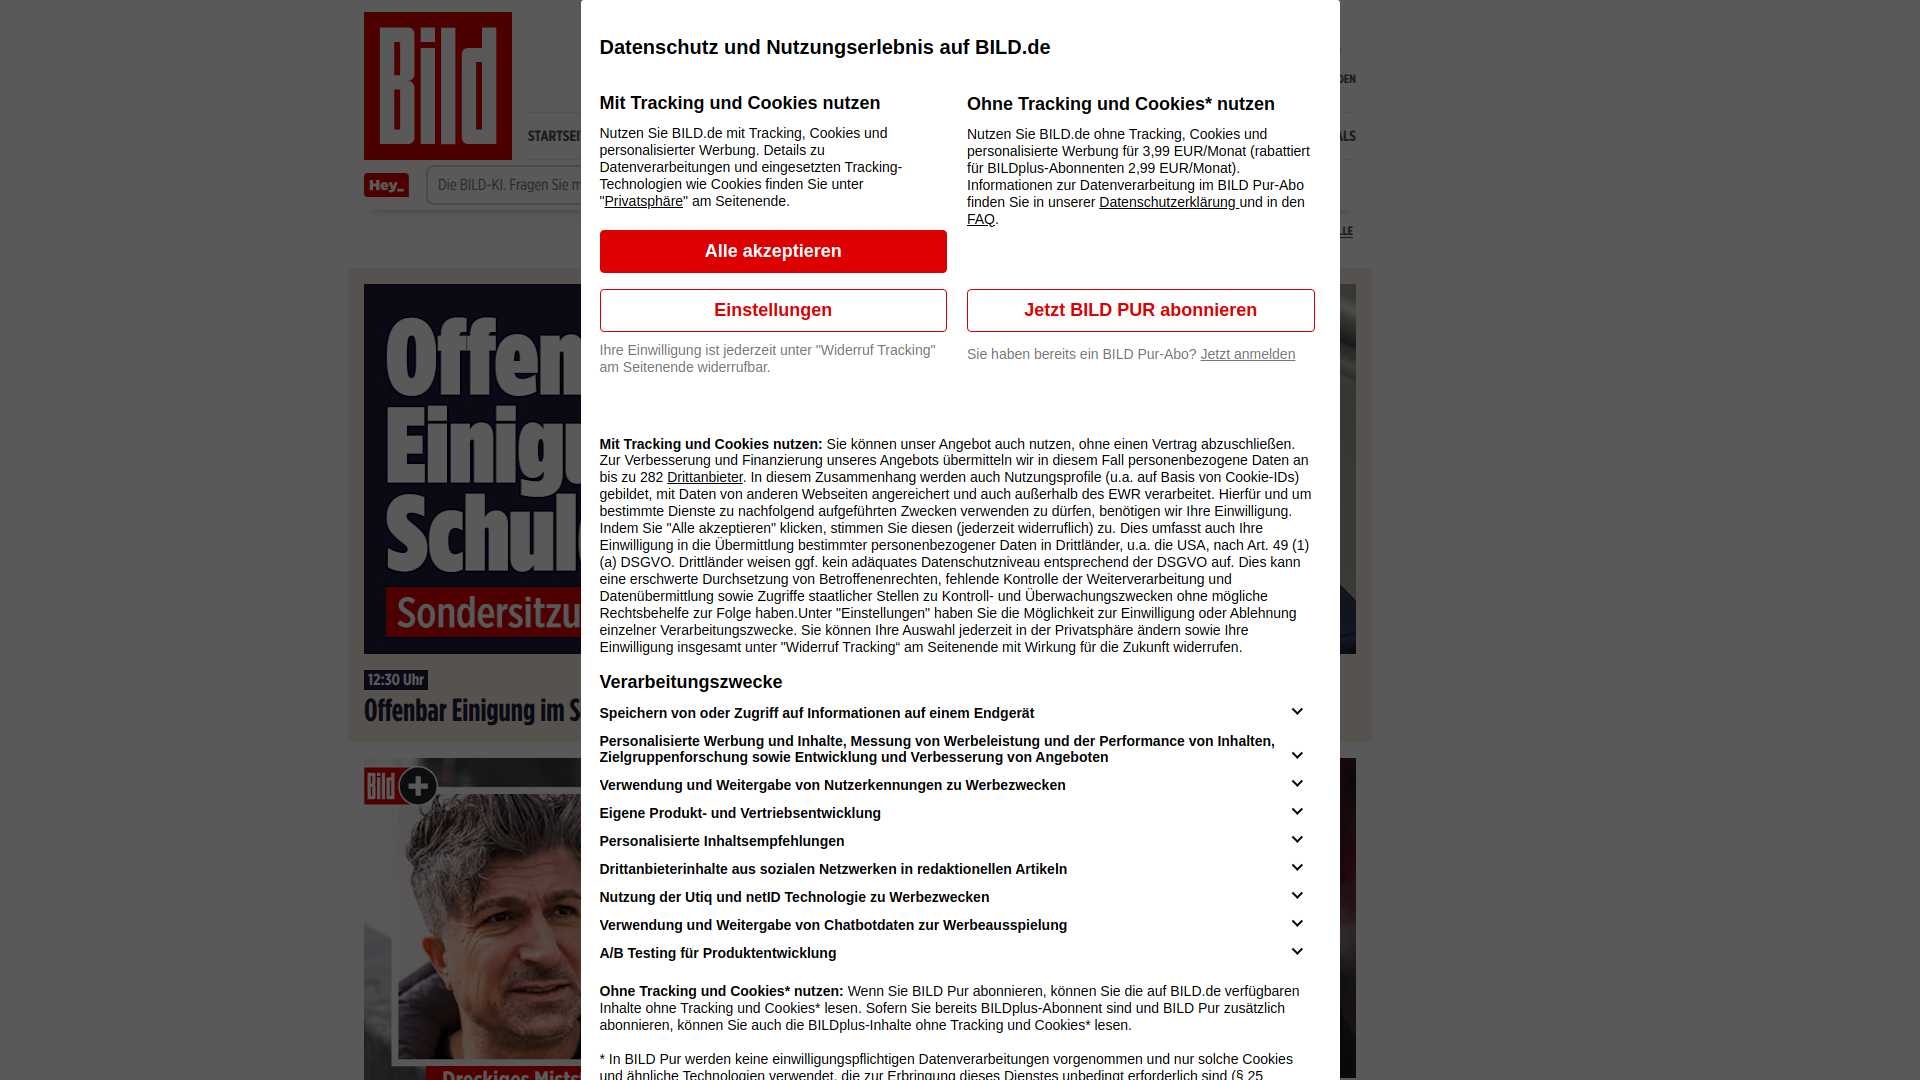 Bild
DEN
Hey_
Datenschutz und Nutzungserlebnis auf BILD.de
Mit Tracking und Cookies nutzen
Nutzen Sie BILD.de mit Tracking, Cookies und
personalisierter Werbung. Details zu
Datenverarbeitungen und eingesetzten Tracking-
Technologien wie Cookies finden Sie unter
"Privatsphäre" am Seitenende.
Alle akzeptieren
Einstellungen
Ihre Einwilligung ist jederzeit unter "Widerruf Tracking"
am Seitenende widerrufbar.
Ohne Tracking und Cookies* nutzen
Nutzen Sie BILD.de ohne Tracking, Cookies und
personalisierte Werbung für 3,99 EUR/Monat (rabattiert
für BILDplus-Abonnenten 2,99 EUR/Monat).
Informationen zur Datenverarbeitung im BILD Pur-Abo
finden Sie in unserer Datenschutzerklärung und in den
FAQ.
Jetzt BILD PUR abonnieren
Sie haben bereits ein BILD Pur-Abo? Jetzt anmelden
Mit Tracking und Cookies nutzen: Sie können unser Angebot auch nutzen, ohne einen Vertrag abzuschließen.
Zur Verbesserung und Finanzierung unseres Angebots übermitteln wir in diesem Fall personenbezogene Daten an
bis zu 282 Drittanbieter. In diesem Zusammenhang werden auch Nutzungsprofile (u.a. auf Basis von Cookie-IDs)
gebildet, mit Daten von anderen Webseiten angereichert und auch außerhalb des EWR verarbeitet. Hierfür und um
bestimmte Dienste zu nachfolgend aufgeführten Zwecken verwenden zu dürfen, benötigen wir Ihre Einwilligung.
Indem Sie "Alle akzeptieren" klicken, stimmen Sie diesen (jederzeit widerruflich) zu. Dies umfasst auch Ihre
Einwilligung in die Übermittlung bestimmter personenbezogener Daten in Drittländer, u.a. die USA, nach Art. 49 (1)
(a) DSGVO. Drittländer weisen ggf. kein adäquates Datenschutzniveau entsprechend der DSGVO auf. Dies kann
eine erschwerte Durchsetzung von Betroffenenrechten, fehlende Kontrolle der Weiterverarbeitung und
Datenübermittlung sowie Zugriffe staatlicher Stellen zu Kontroll- und Überwachungszwecken ohne mögliche
Rechtsbehelfe zur Folge haben.Unter "Einstellungen" haben Sie die Möglichkeit zur Einwilligung oder Ablehnung
einzelner Verarbeitungszwecke. Sie können Ihre Auswahl jederzeit in der Privatsphäre ändern sowie Ihre
Einwilligung insgesamt unter "Widerruf Tracking“ am Seitenende mit Wirkung für die Zukunft widerrufen.
Verarbeitungszwecke
Speichern von oder Zugriff auf Informationen auf einem Endgerät
Personalisierte Werbung und Inhalte, Messung von Werbeleistung und der Performance von Inhalten,
Zielgruppenforschung sowie Entwicklung und Verbesserung von Angeboten
Verwendung und Weitergabe von Nutzerkennungen zu Werbezwecken
Eigene Produkt- und Vertriebsentwicklung
Personalisierte Inhaltsempfehlungen
Drittanbieterinhalte aus sozialen Netzwerken in redaktionellen Artikeln
Nutzung der Utiq und netID Technologie zu Werbezwecken
Verwendung und Weitergabe von Chatbotdaten zur Werbeausspielung
A/B Testing für Produktentwicklung
Ohne Tracking und Cookies* nutzen: Wenn Sie BILD Pur abonnieren, können Sie die auf BILD.de verfügbaren
Inhalte ohne Tracking und Cookies* lesen. Sofern Sie bereits BILDplus-Abonnent sind und BILD Pur zusätzlich
abonnieren, können Sie auch die BILDplus-Inhalte ohne Tracking und Cookies* lesen.
* In BILD Pur werden keine einwilligungspflichtigen Datenverarbeitungen vorgenommen und nur solche Cookies
und ähnliche Technologien verwendet, die zur Erbringung dieses Dienstes unbedingt erforderlich sind (§ 25
STARTSEI
ALS
Die BILD-KI. Fragen Sie m
LLE
Offen
Einigu
Schul
Sondersitzu
12:30 Uhr
Offenbar Einigung im S
Bild +
Dreckiges Mists